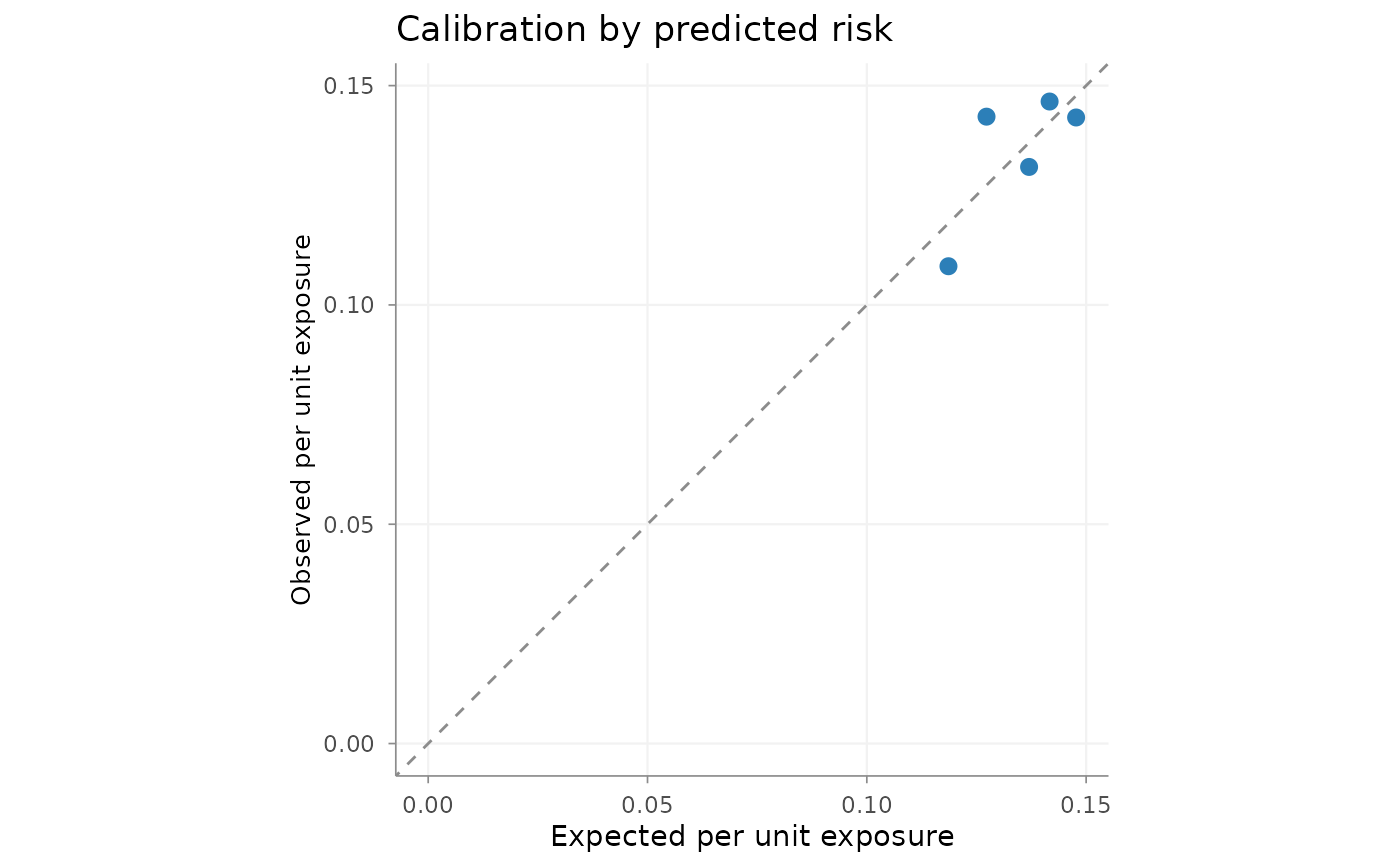 Calibration by predicted risk
Observed per unit exposure
0.15
0.10
0.05
0.00
0.00 0.05 0.10 0.15
Expected per unit exposure